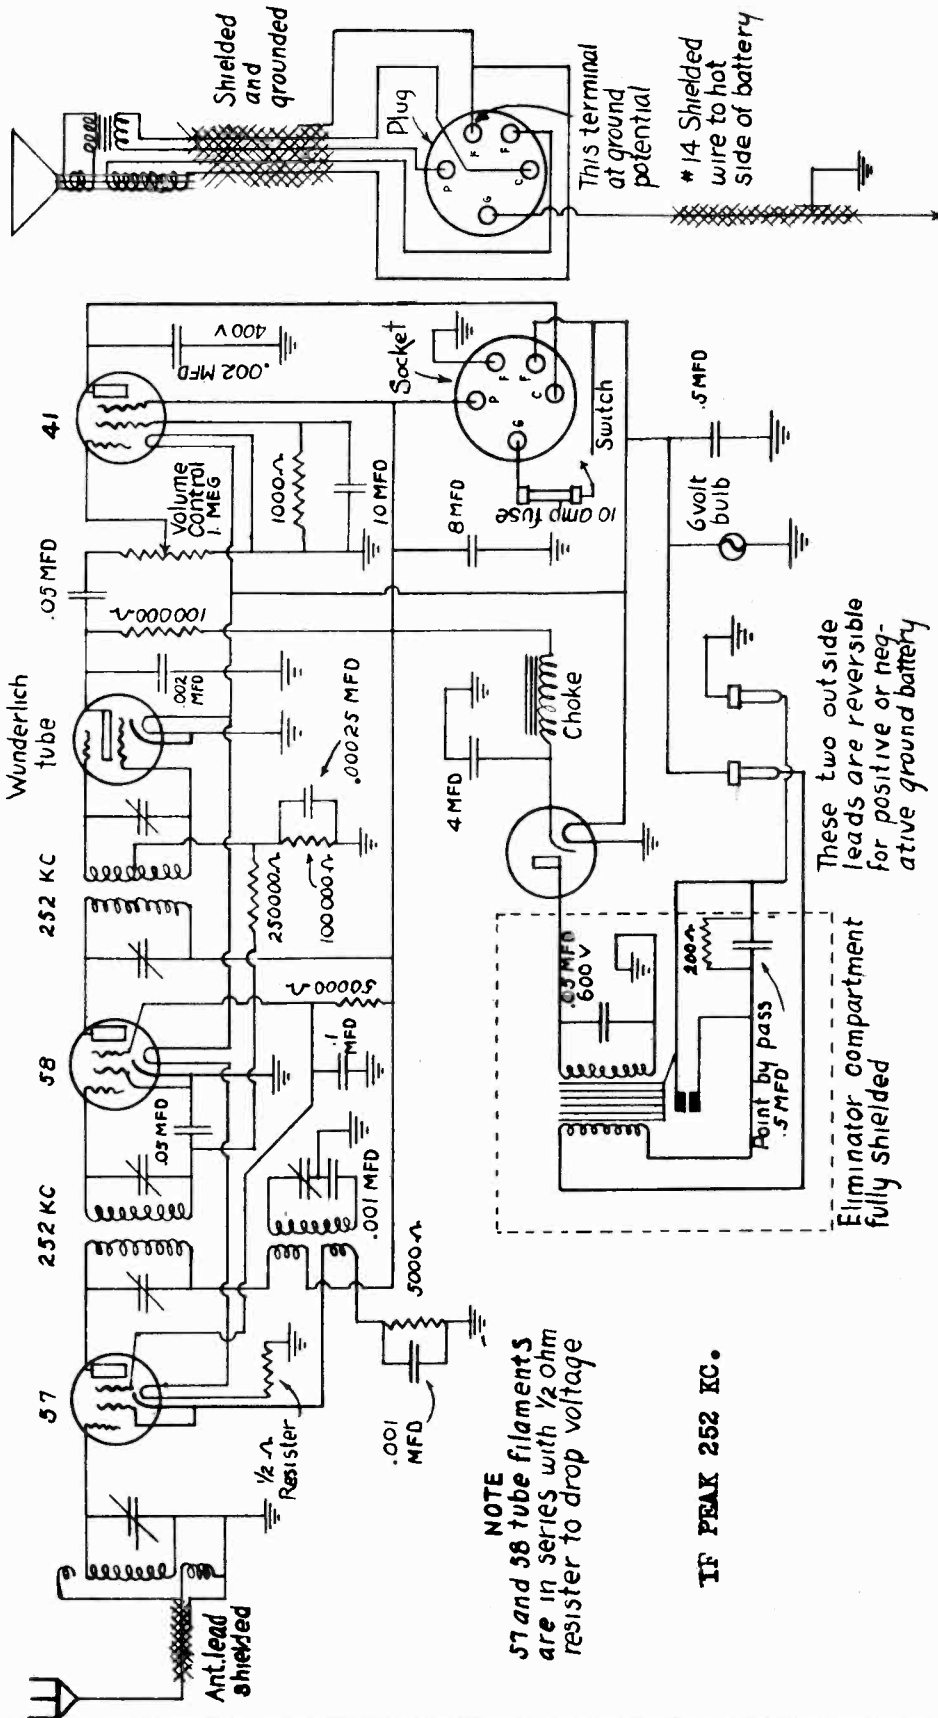 Shielded
and
grounded
Plug
P
F
F
C
G
This terminal
at ground
potential
#14 Shielded
wire to hot
side of battery
57
252 KC
58
252 KC
Wunderlich
tube
.05 MFD
41
Ant. lead
shielded
1/2 Ω
Resister
.001
MFD
5000Ω
.001 MFD
.05 MFD
.1
MFD
50000Ω
250000Ω
100000Ω
.00025 MFD
.002
MFD
100000Ω
Volume
Control
1. MEG
1000Ω
10 MFD
.002 MFD
400 V
8 MFD
Socket
P
F
F
C
G
10 amp fuse
Switch
4 MFD
Choke
.5 MFD
6 volt
bulb
.05 MFD
600 V
200Ω
Point by pass
.5 MFD
Eliminator compartment
fully shielded
These two outside
leads are reversible
for positive or neg-
ative ground battery
NOTE
57 and 58 tube filaments
are in series with 1/2 ohm
resister to drop voltage
IF PEAK 252 KC.